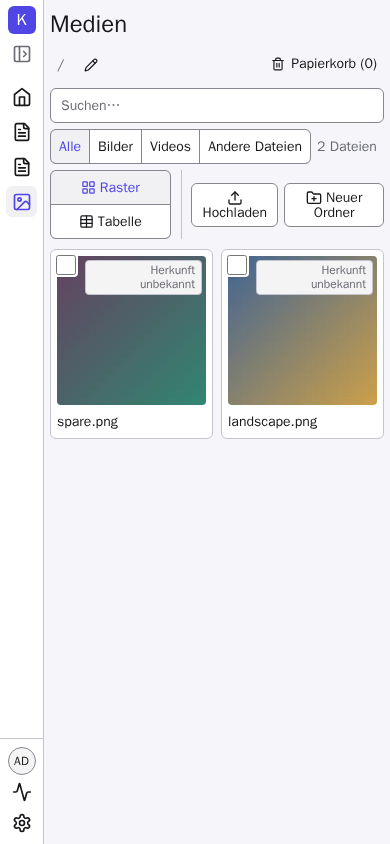 K
Medien
/
Papierkorb (0)
Suchen…
Alle
Bilder
Videos
Andere Dateien
2 Dateien
Raster
Tabelle
Hochladen
Neuer
Ordner
Herkunft
unbekannt
Herkunft
unbekannt
spare.png
landscape.png
AD